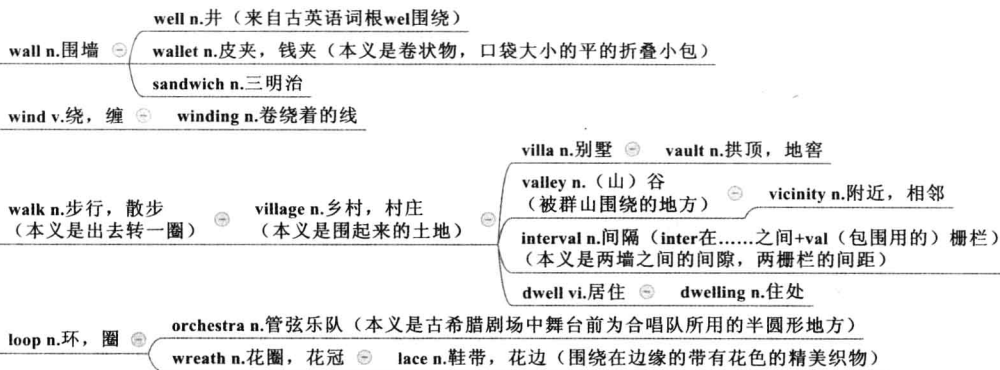 well n.井（来自古英语词根wel围绕）
wall n.围墙
wallet n.皮夹，钱夹（本义是卷状物，口袋大小的平的折叠小包）
sandwich n.三明治
wind v.绕，缠
winding n.卷绕着的线
villa n.别墅
vault n.拱顶，地窖
walk n.步行，散步
（本义是出去转一圈）
village n.乡村，村庄
（本义是围起来的土地）
valley n.（山）谷
（被群山围绕的地方）
vicinity n.附近，相邻
interval n.间隔（inter在……之间+val（包围用的）栅栏）
（本义是两墙之间的间隙，两栅栏的间距）
dwell vi.居住
dwelling n.住处
loop n.环，圈
orchestra n.管弦乐队（本义是古希腊剧场中舞台前为合唱队所用的半圆形地方）
wreath n.花圈，花冠
lace n.鞋带，花边（围绕在边缘的带有花色的精美织物）